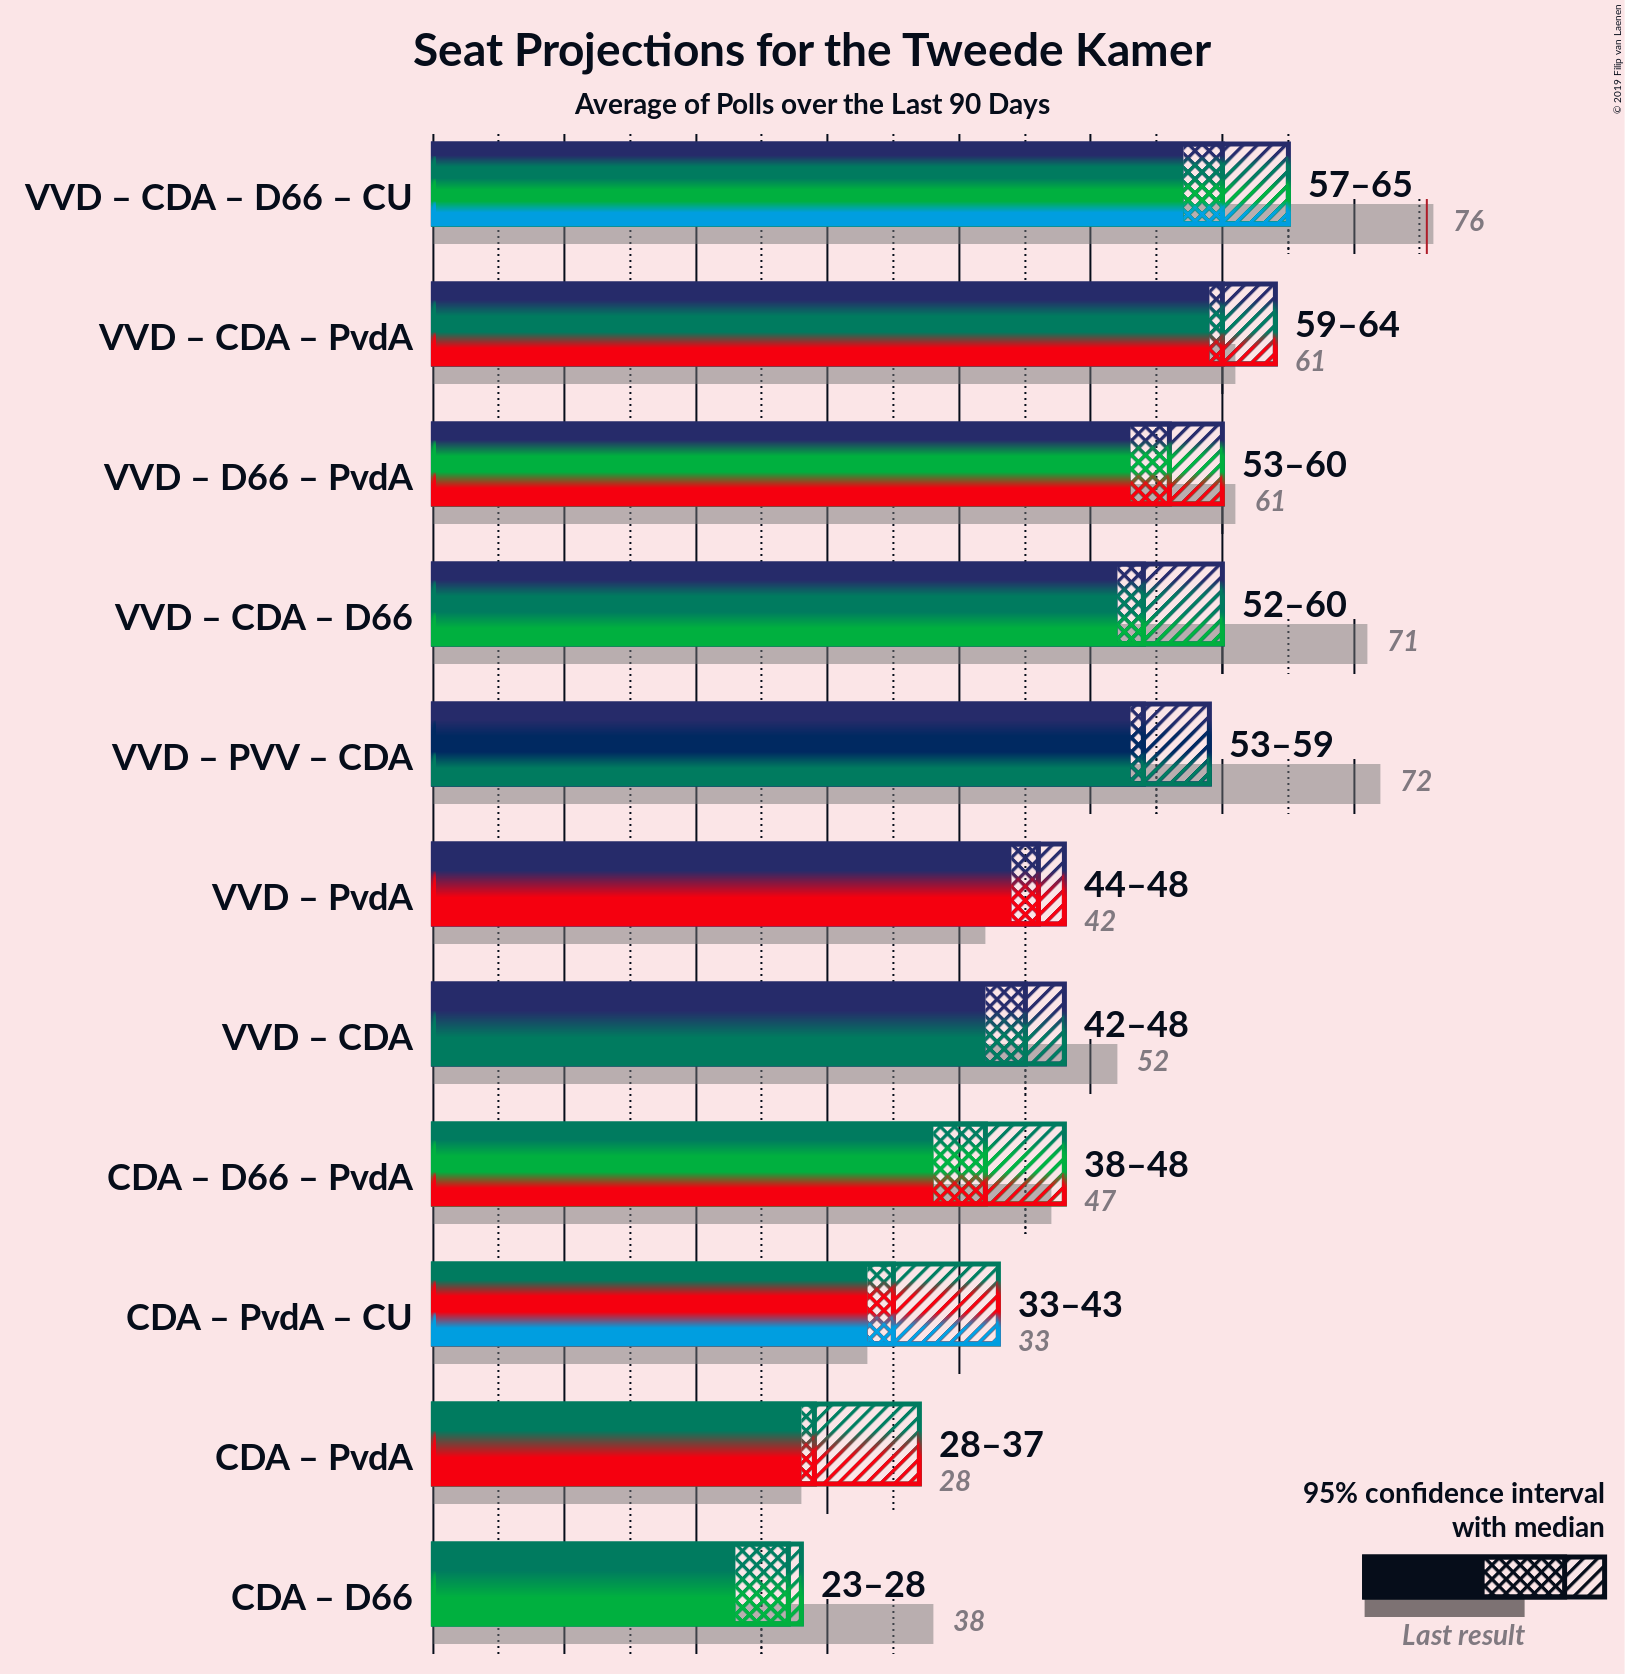 Seat Projections for the Tweede Kamer
Average of Polls over the Last 90 Days
© 2019 Filip van Laenen
VVD – CDA – D66 – CU
57–65
76
VVD – CDA – PvdA
59–64
61
VVD – D66 – PvdA
53–60
61
VVD – CDA – D66
52–60
71
VVD – PVV – CDA
53–59
72
VVD – PvdA
44–48
42
VVD – CDA
42–48
52
CDA – D66 – PvdA
38–48
47
CDA – PvdA – CU
33–43
33
CDA – PvdA
28–37
28
CDA – D66
23–28
38
95% confidence interval
with median
Last result